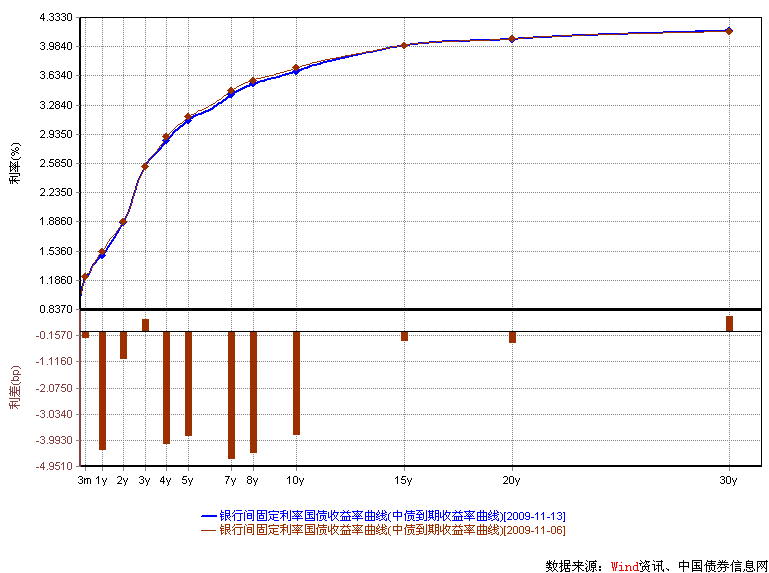 4.3330
3.9840
3.6340
3.2840
2.9350
2.5850
2.2350
1.8860
1.5360
1.1860
0.8370
利率(%)
-0.1570
-1.1160
-2.0750
-3.0340
-3.9930
-4.9510
利差(bp)
3m 1y 2y 3y 4y 5y 7y 8y 10y 15y 20y 30y
银行间固定利率国债收益率曲线(中债到期收益率曲线)[2009-11-13]
银行间固定利率国债收益率曲线(中债到期收益率曲线)[2009-11-06]
数据来源：Wind资讯、中国债券信息网